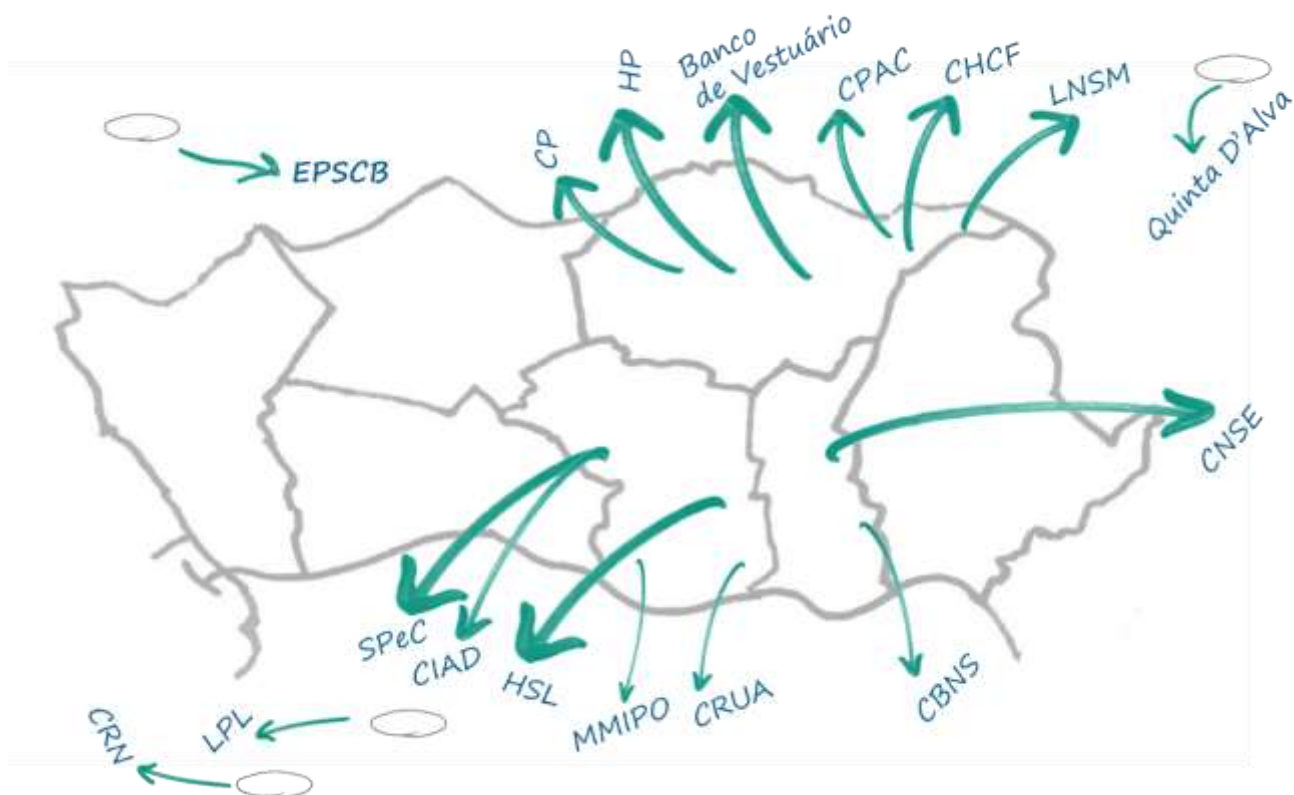 HP
Banco
de Vestuário
CPAC
CHCF
LNSM
CP
EPSCB
Quinta D'Alva
CNSE
SPeC
CIAD
HSL
MMIPO
CRUA
CBNS
LPL
CRN